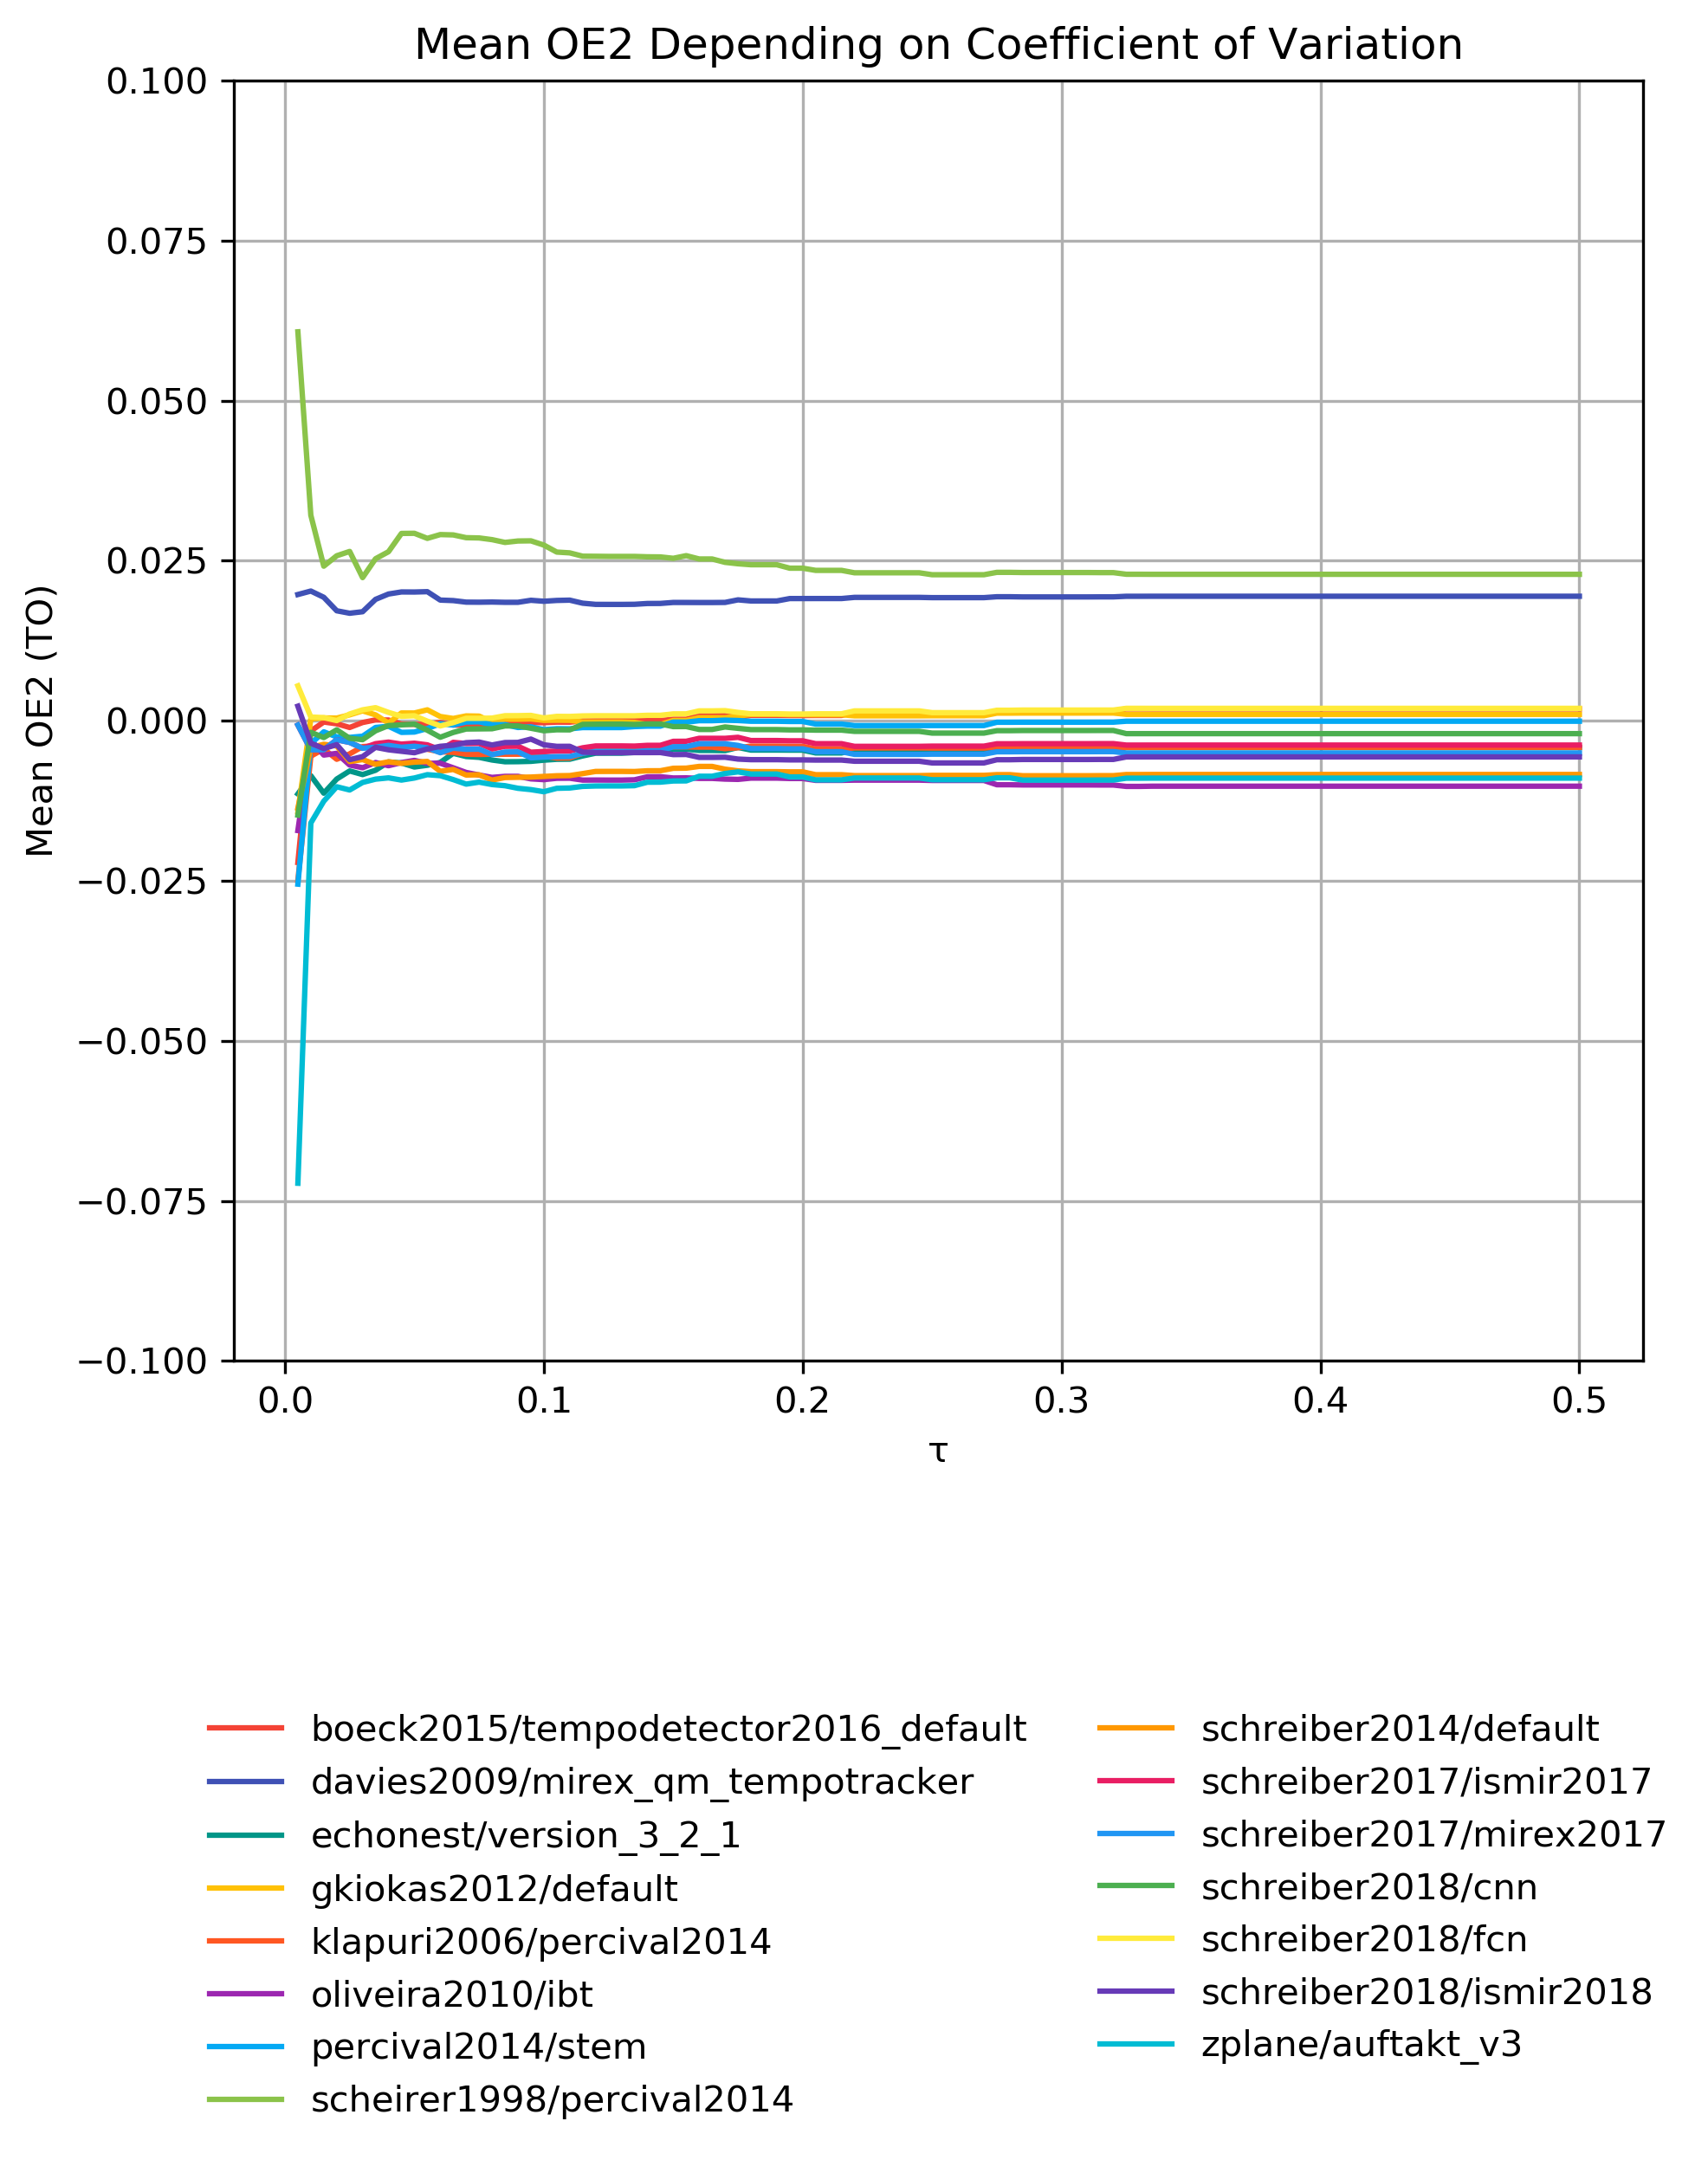 Mean OE2 Depending on Coefficient of Variation
0.100
0.075
0.050
0.025
0.000
−0.025
−0.050
−0.075
−0.100
Mean OE2 (TO)
0.0 0.1 0.2 0.3 0.4 0.5
τ
boeck2015/tempodetector2016_default
davies2009/mirex_qm_tempotracker
echonest/version_3_2_1
gkiokas2012/default
klapuri2006/percival2014
oliveira2010/ibt
percival2014/stem
scheirer1998/percival2014
schreiber2014/default
schreiber2017/ismir2017
schreiber2017/mirex2017
schreiber2018/cnn
schreiber2018/fcn
schreiber2018/ismir2018
zplane/auftakt_v3